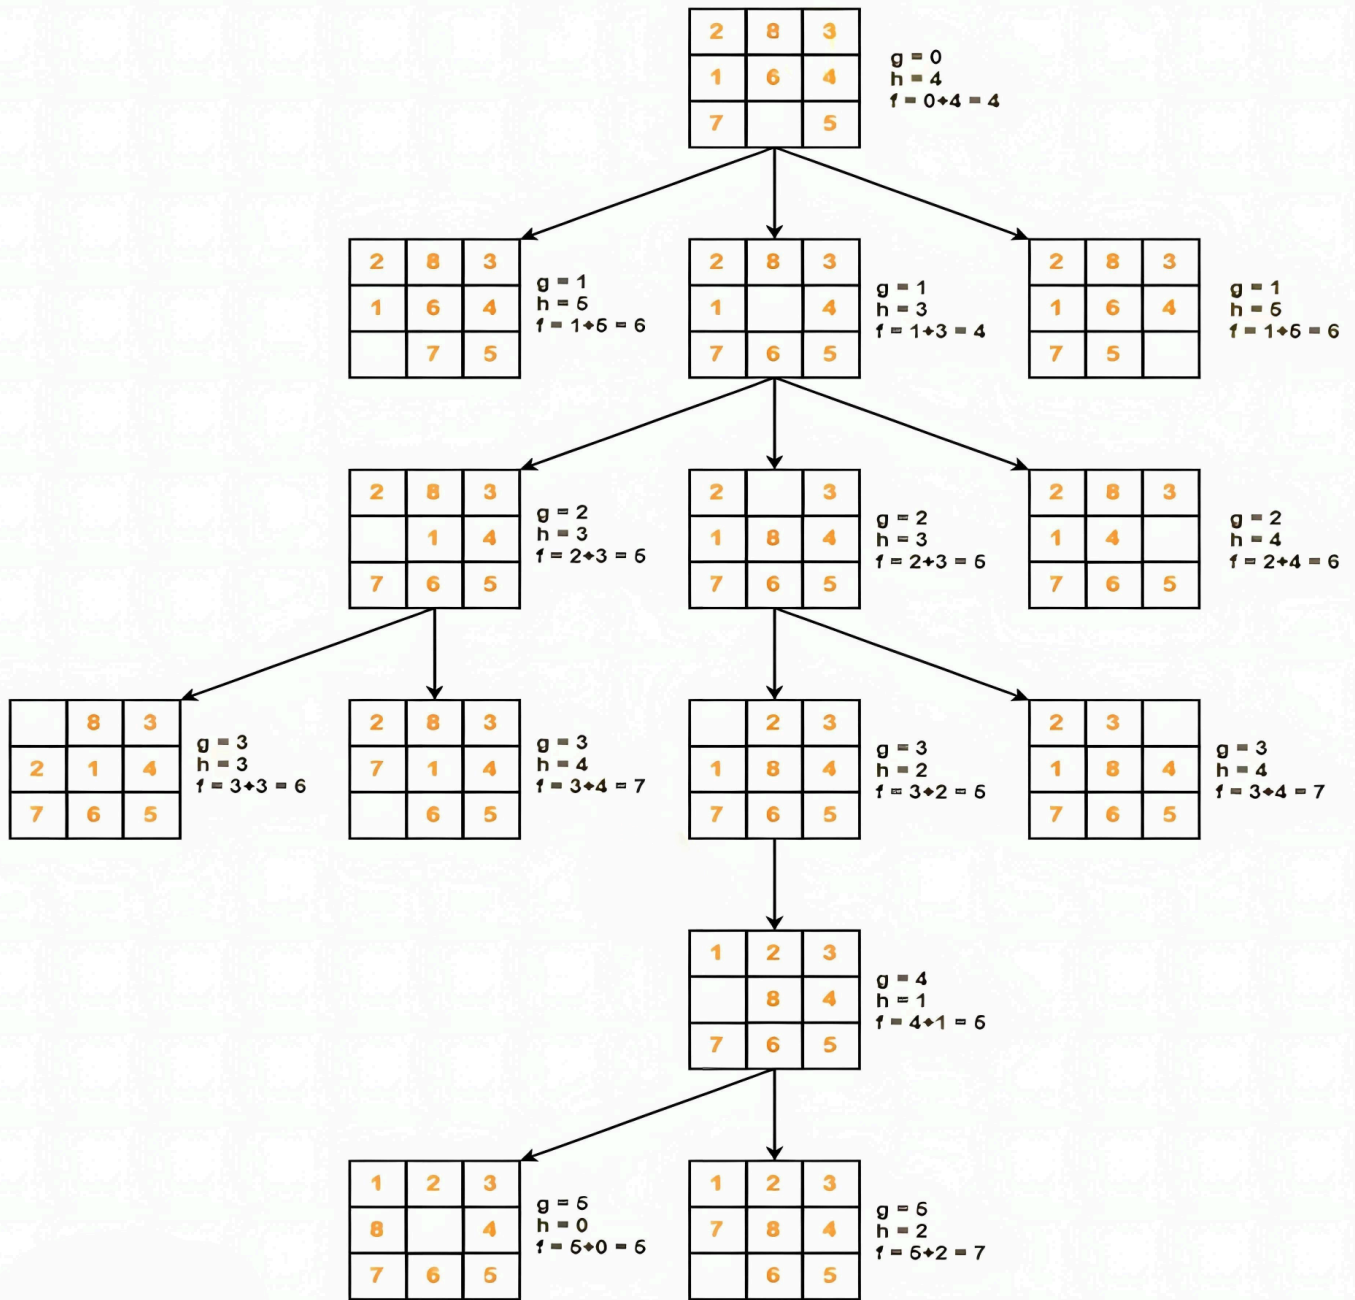 2 8 3
1 6 4
7 5
g = 0
h = 4
f = 0+4 = 4
2 8 3
1 6 4
7 5
g = 1
h = 5
f = 1+5 = 6
2 8 3
1 4
7 6 5
g = 1
h = 3
f = 1+3 = 4
2 8 3
1 6 4
7 5
g = 1
h = 5
f = 1+5 = 6
2 8 3
1 4
7 6 5
g = 2
h = 3
f = 2+3 = 5
2 3
1 8 4
7 6 5
g = 2
h = 3
f = 2+3 = 5
2 8 3
1 4
7 6 5
g = 2
h = 4
f = 2+4 = 6
8 3
2 1 4
7 6 5
g = 3
h = 3
f = 3+3 = 6
2 8 3
7 1 4
6 5
g = 3
h = 4
f = 3+4 = 7
2 3
1 8 4
7 6 5
g = 3
h = 2
f = 3+2 = 5
2 3
1 8 4
7 6 5
g = 3
h = 4
f = 3+4 = 7
1 2 3
8 4
7 6 5
g = 4
h = 1
f = 4+1 = 5
1 2 3
8 4
7 6 5
g = 5
h = 0
f = 5+0 = 5
1 2 3
7 8 4
6 5
g = 5
h = 2
f = 5+2 = 7